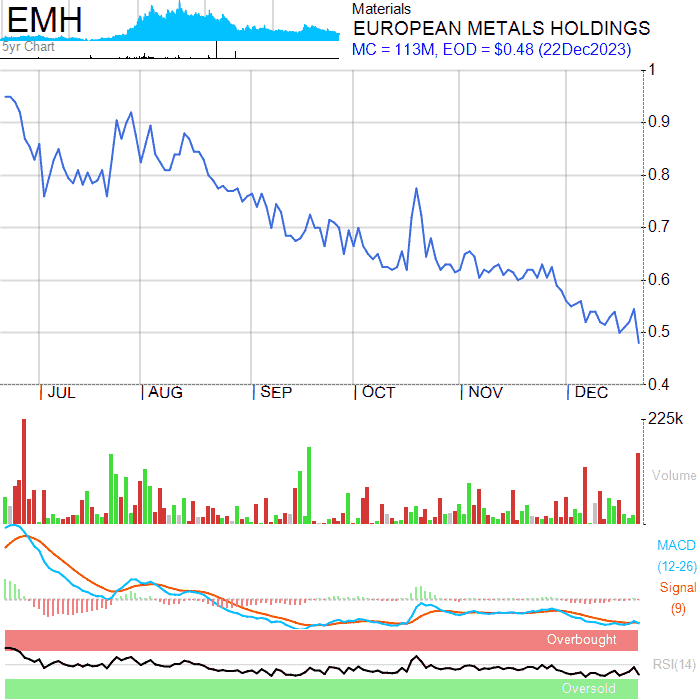 EMH
5yr Chart
Materials
EUROPEAN METALS HOLDINGS
MC = 113M, EOD = $0.48 (22Dec2023)
1
0.9
0.8
0.7
0.6
0.5
0.4
JUL AUG SEP OCT NOV DEC
225k
Volume
MACD
(12-26)
Signal
(9)
Overbought
RSI(14)
Oversold